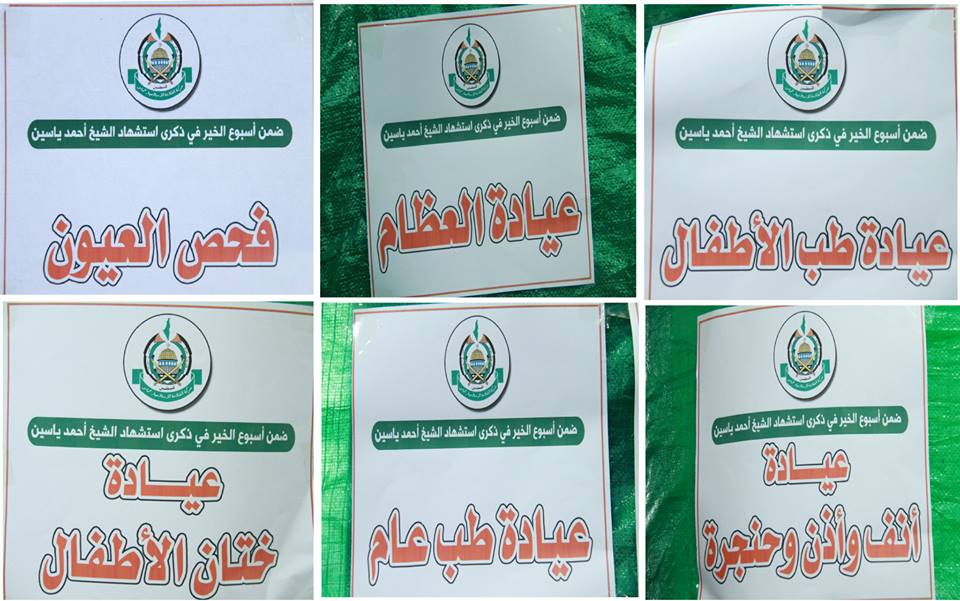 ضمن أسبوع الخير في ذكرى استشهاد الشيخ أحمد ياسين
فحص العيون
ضمن أسبوع الخير في ذكرى استشهاد الشيخ أحمد ياسين
عيادة العظام
ضمن أسبوع الخير في ذكرى استشهاد الشيخ أحمد ياسين
عيادة طب الأطفال
ضمن أسبوع الخير في ذكرى استشهاد الشيخ أحمد ياسين
عيادة
ختان الأطفال
ضمن أسبوع الخير في ذكرى استشهاد الشيخ أحمد ياسين
عيادة طب عام
ضمن أسبوع الخير في ذكرى استشهاد الشيخ أحمد ياسين
عيادة
أنف وأذن وحنجرة